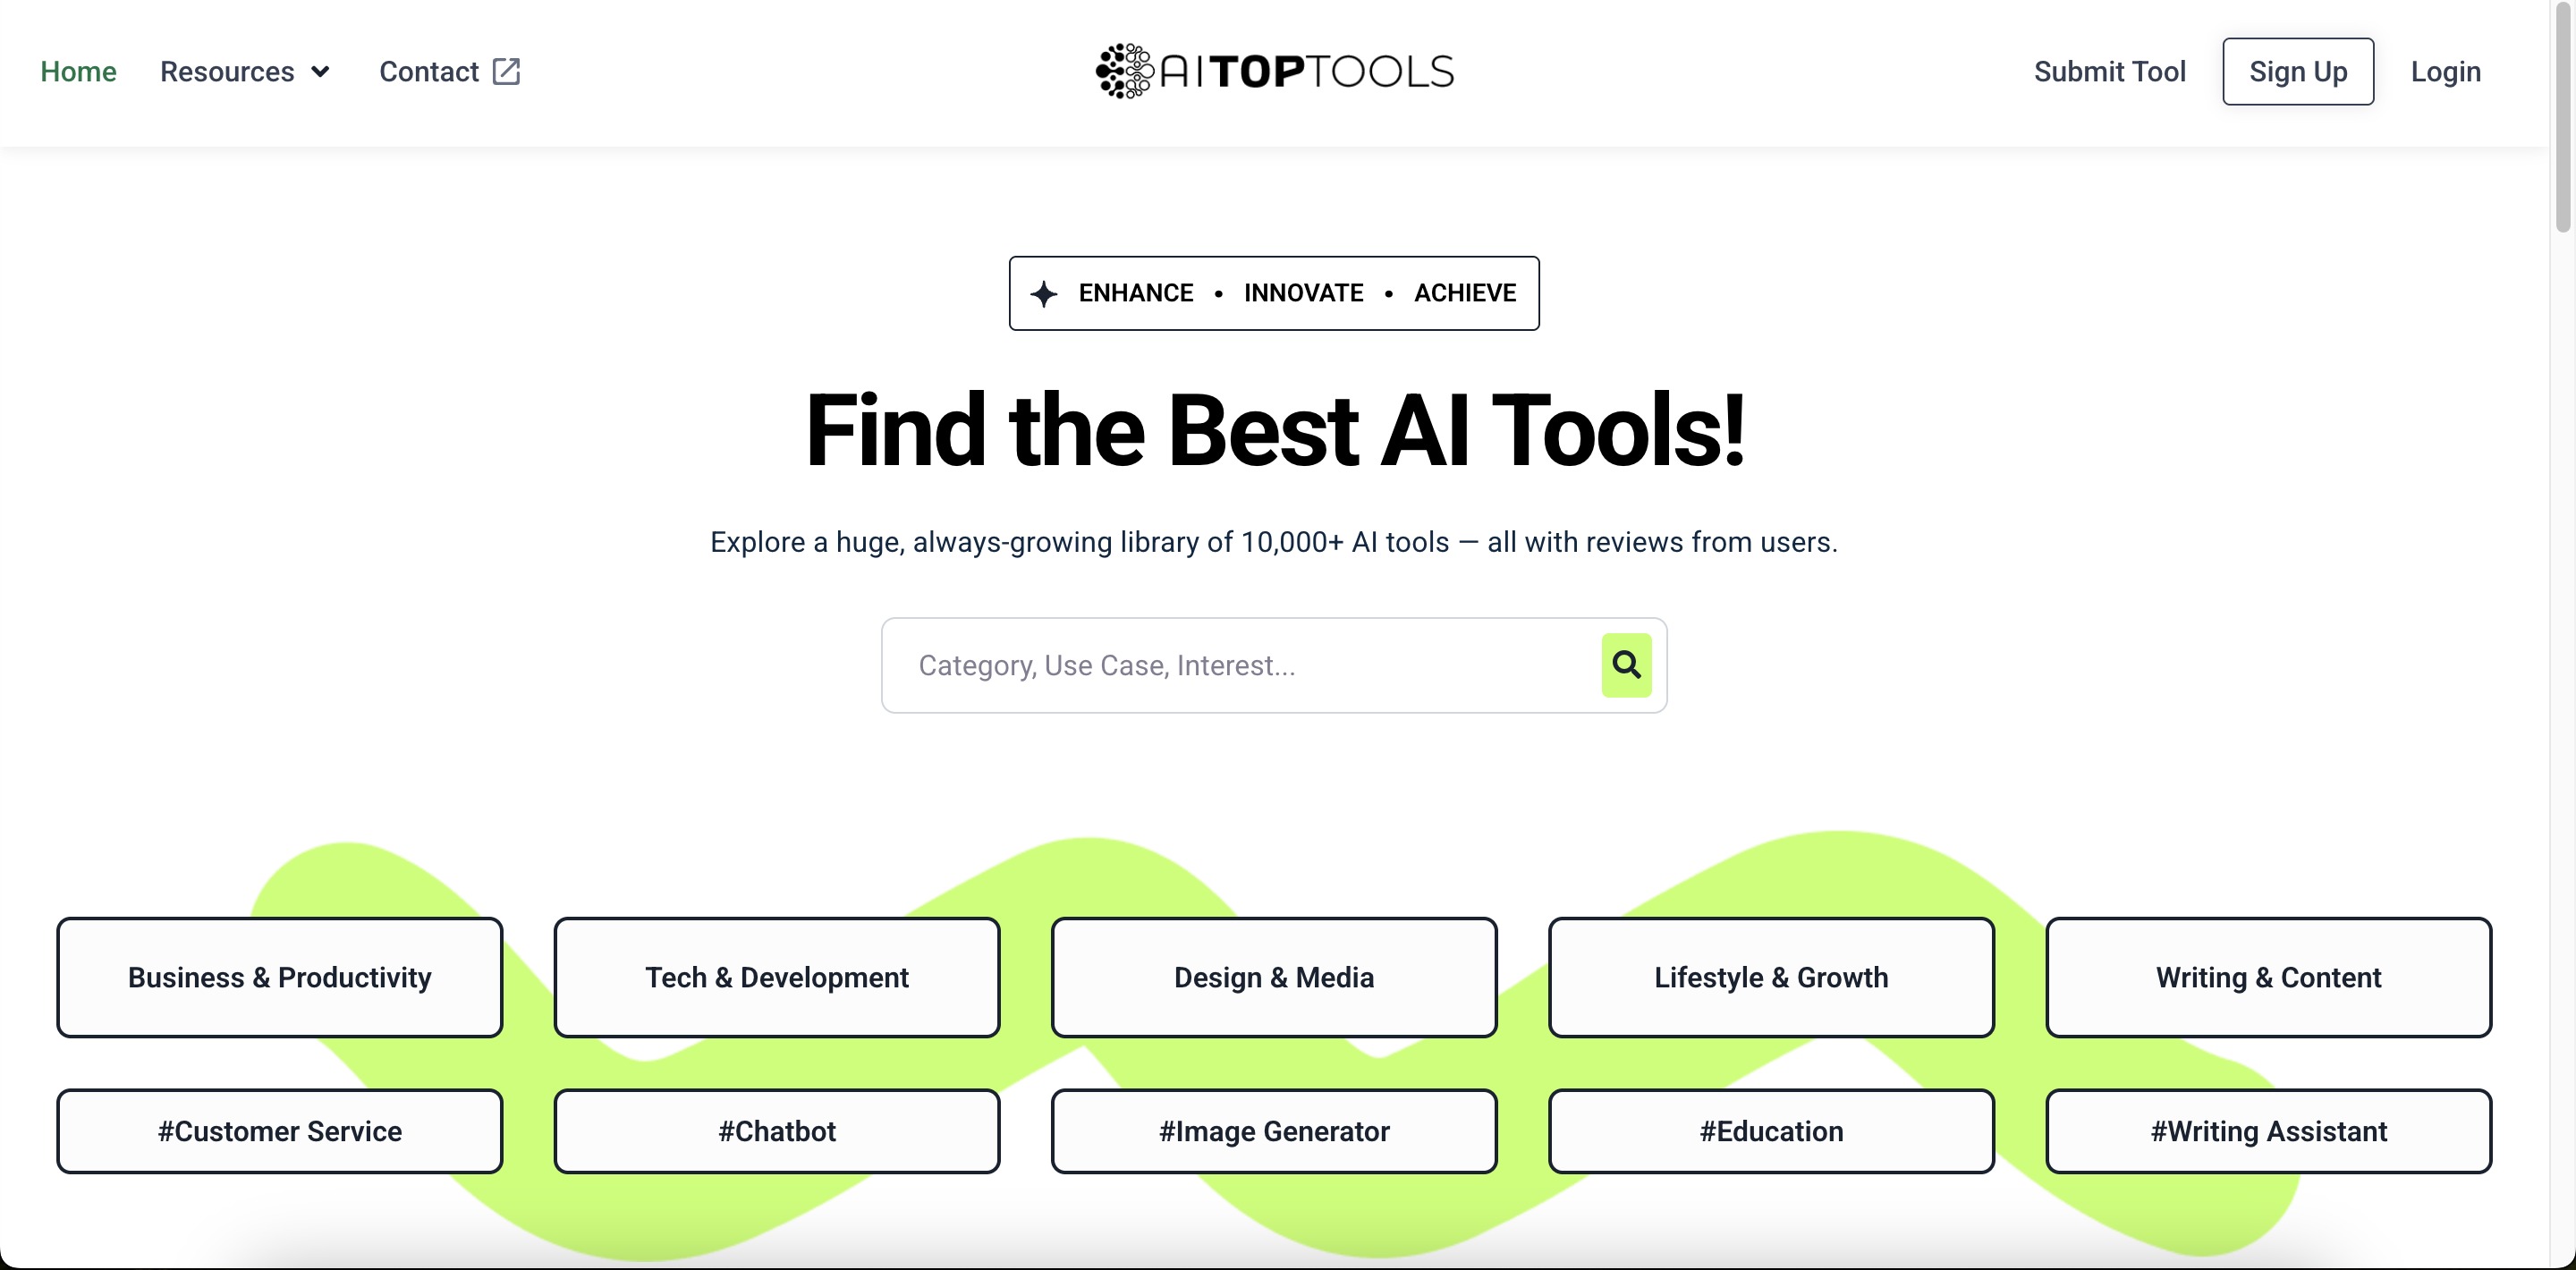 Home Resources Contact AITOPTOOLS Submit Tool Sign Up Login
ENHANCE • INNOVATE • ACHIEVE
Find the Best AI Tools!
Explore a huge, always-growing library of 10,000+ AI tools — all with reviews from users.
Category, Use Case, Interest...
Business & Productivity Tech & Development Design & Media Lifestyle & Growth Writing & Content
#Customer Service #Chatbot #Image Generator #Education #Writing Assistant